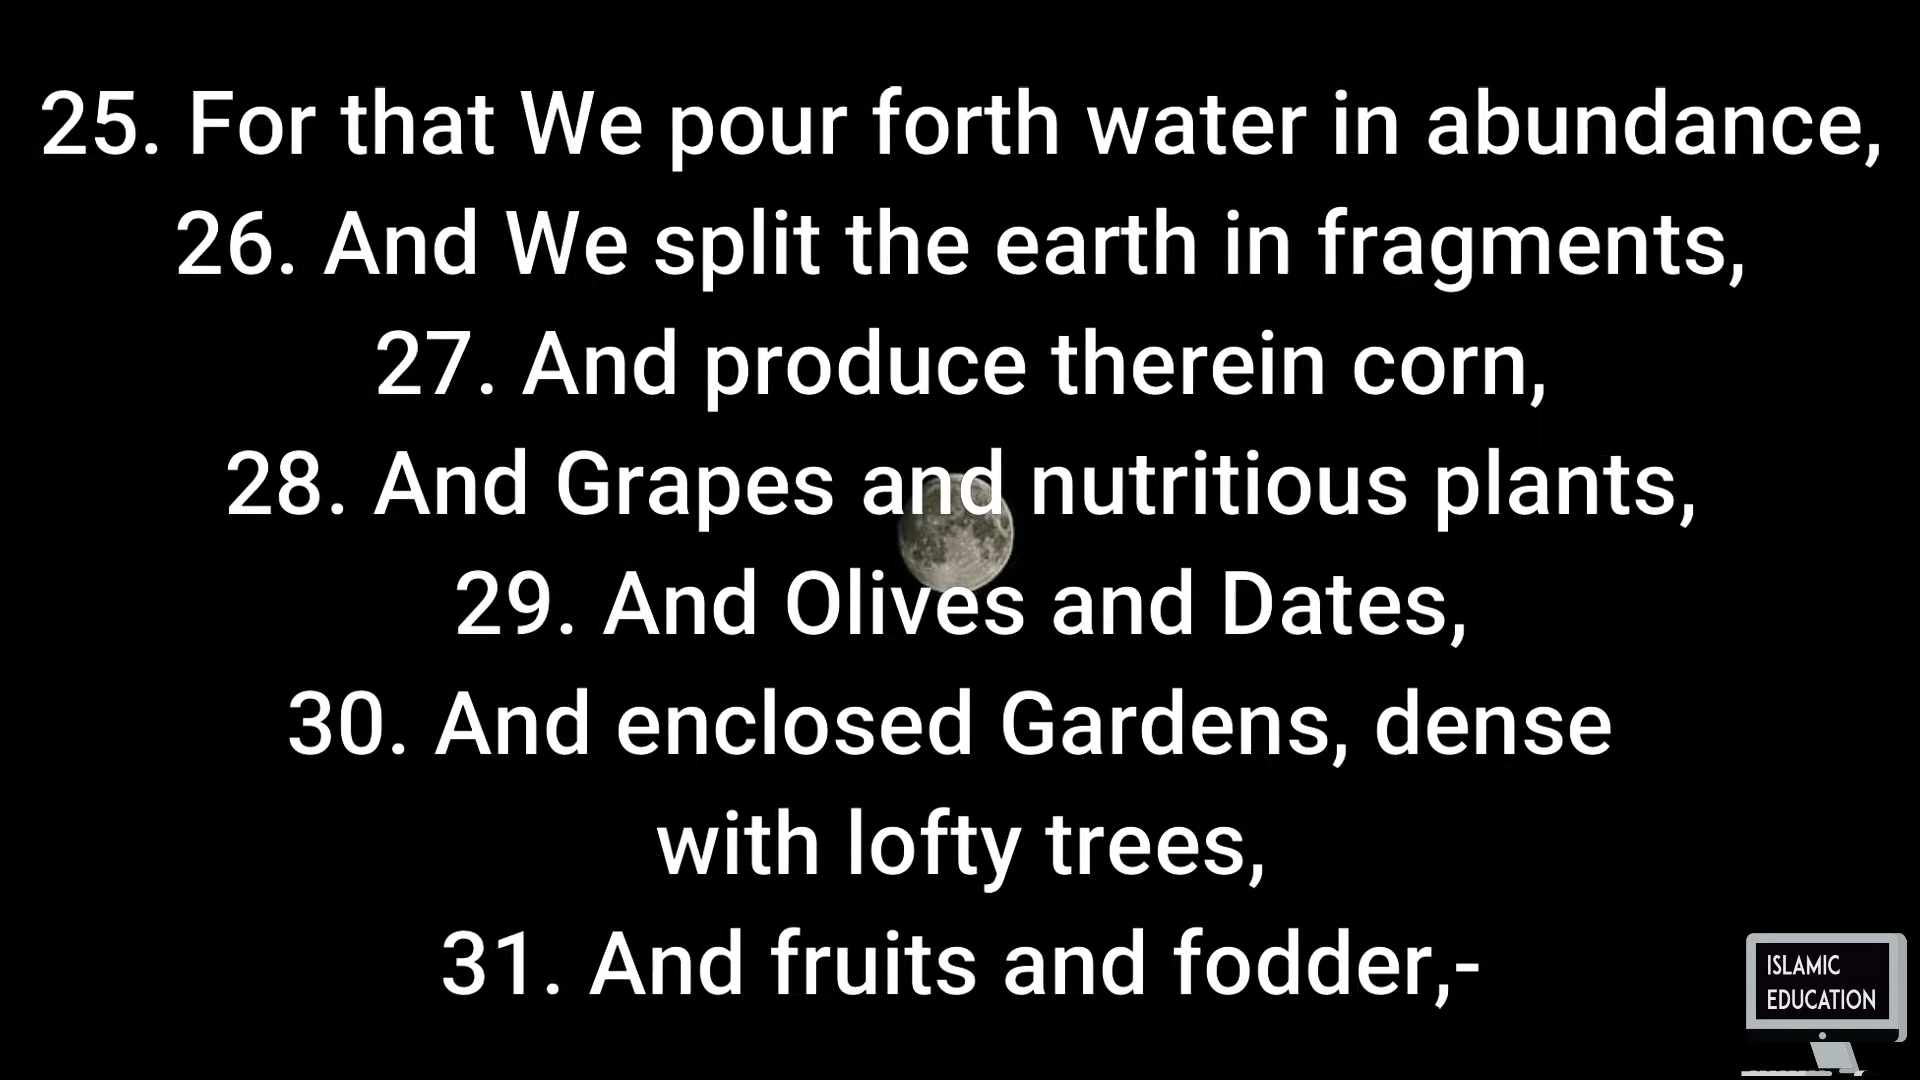 25. For that We pour forth water in abundance,
26. And We split the earth in fragments,
27. And produce therein corn,
28. And Grapes and nutritious plants,
29. And Olives and Dates,
30. And enclosed Gardens, dense
with lofty trees,
31. And fruits and fodder,-
ISLAMIC
EDUCATION